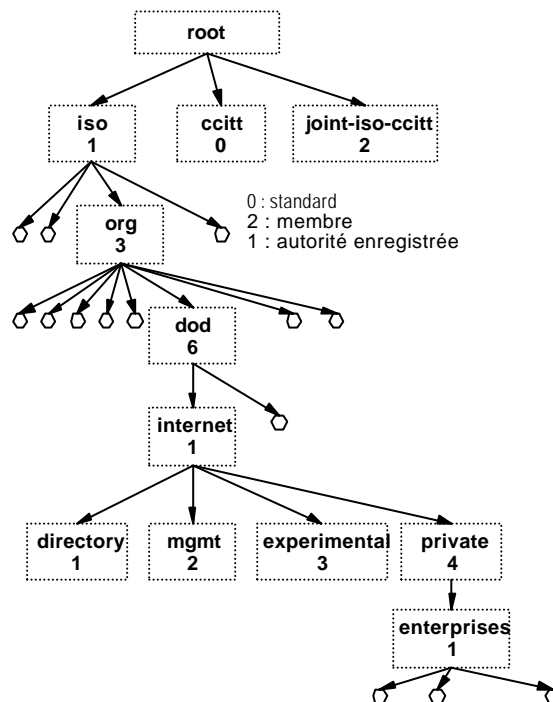 root
iso
1
ccitt
0
joint-iso-ccitt
2
org
3
0 : standard
2 : membre
1 : autorité enregistrée
dod
6
internet
1
directory
1
mgmt
2
experimental
3
private
4
enterprises
1